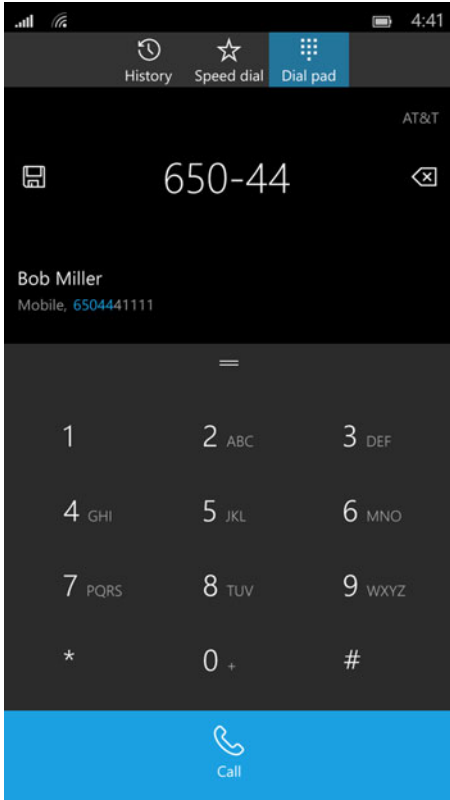 4:41
History Speed dial Dial pad
AT&T
650-44
Bob Miller
Mobile, 6504441111
1 2 ABC 3 DEF
4 GHI 5 JKL 6 MNO
7 PQRS 8 TUV 9 WXYZ
* 0 + #
Call